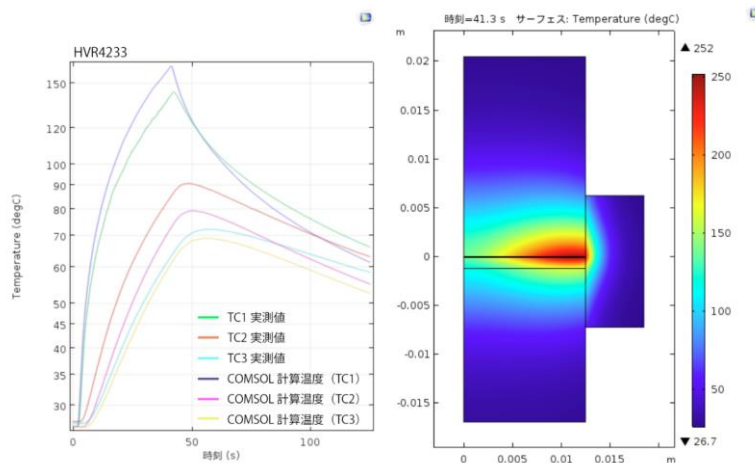 HVR4233
Temperature (degC)
150
120
100
90
80
70
60
50
45
35
30
TC1 実測値
TC2 実測値
TC3 実測値
COMSOL 計算温度（TC1）
COMSOL 計算温度（TC2）
COMSOL 計算温度（TC3）
0
50
100
時刻 (s)
時刻=41.3 s サーフェス: Temperature (degC)
m
0.02
0.015
0.01
0.005
0
-0.005
-0.01
-0.015
0
0.005
0.01
0.015
m
▲ 252
250
200
150
100
50
▼ 26.7